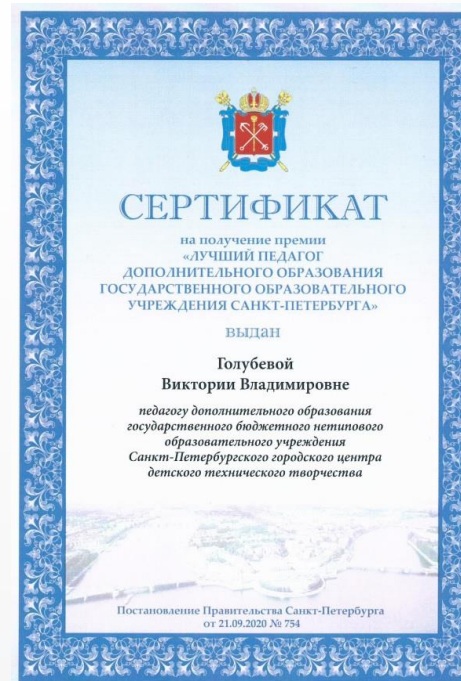 СЕРТИФИКАТ
на получение премии
«ЛУЧШИЙ ПЕДАГОГ
ДОПОЛНИТЕЛЬНОГО ОБРАЗОВАНИЯ
ГОСУДАРСТВЕННОГО ОБРАЗОВАТЕЛЬНОГО
УЧРЕЖДЕНИЯ САНКТ-ПЕТЕРБУРГА»
выдан
Голубевой
Виктории Владимировне
педагогу дополнительного образования
государственного бюджетного нетипового
образовательного учреждения
Санкт-Петербургского городского центра
детского технического творчества
Постановление Правительства Санкт-Петербурга
от 21.09.2020 № 754